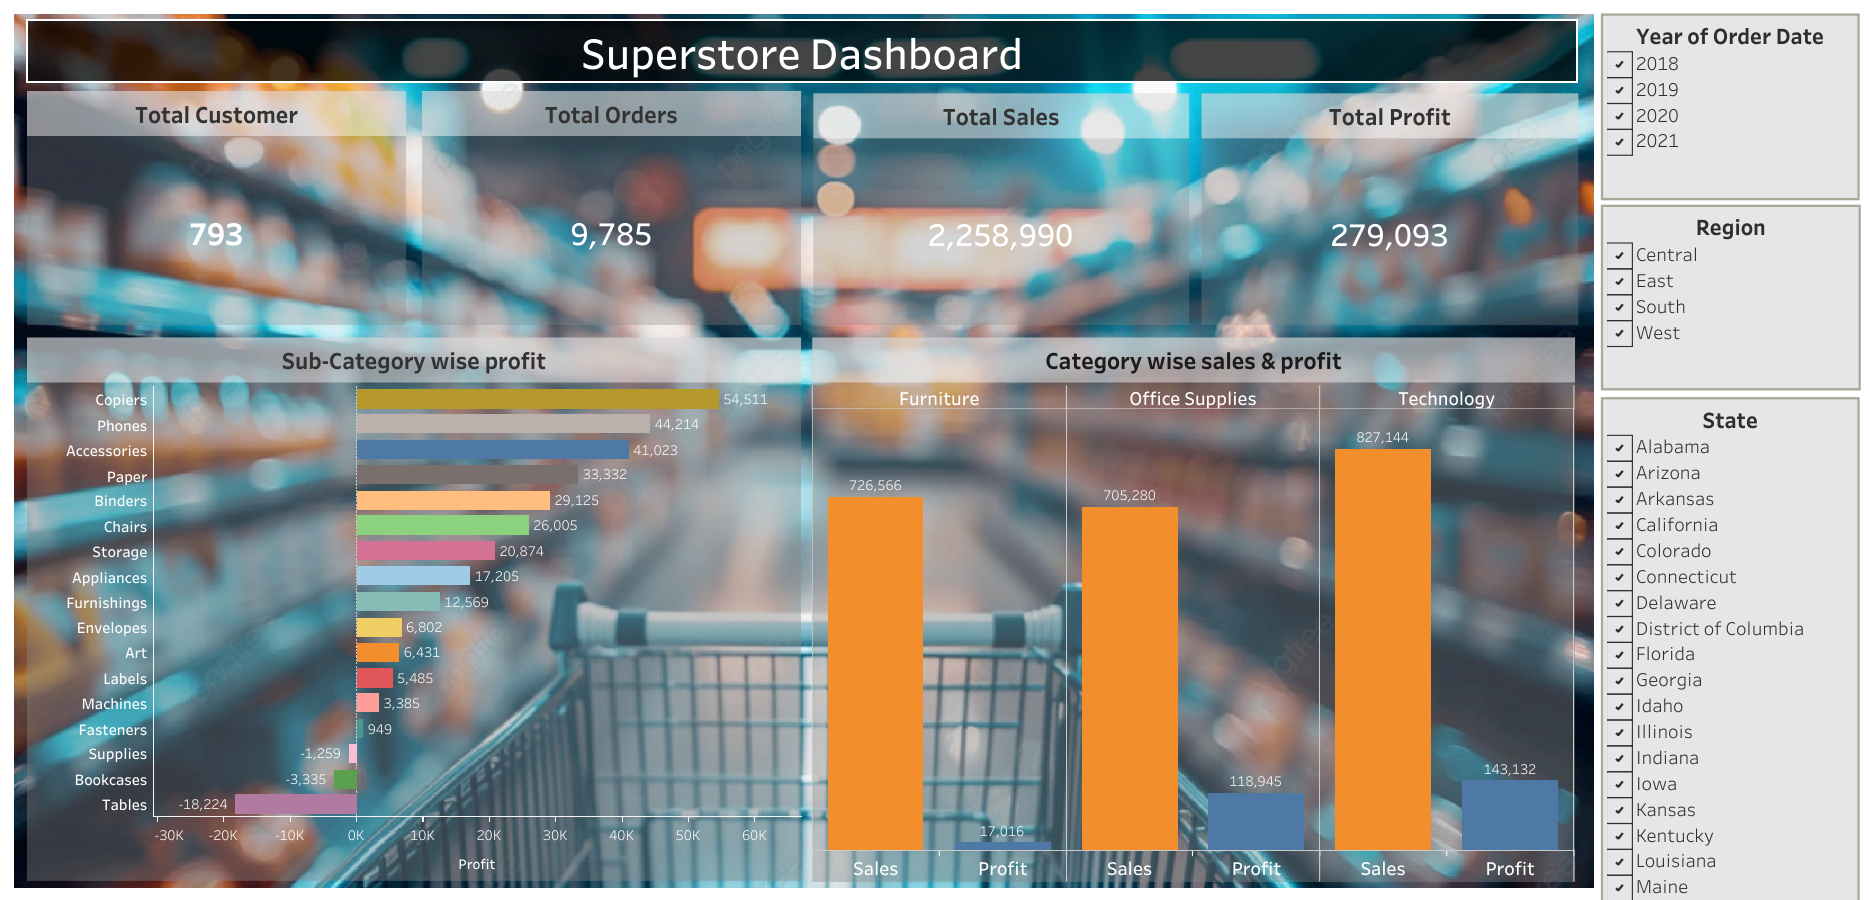 Superstore Dashboard
Total Customer
793
Total Orders
9,785
Total Sales
2,258,990
Total Profit
279,093
Sub-Category wise profit
Copiers 54,511
Phones 44,214
Accessories 41,023
Paper 33,332
Binders 29,125
Chairs 26,005
Storage 20,874
Appliances 17,205
Furnishings 12,569
Envelopes 6,802
Art 6,431
Labels 5,485
Machines 3,385
Fasteners 949
Supplies -1,259
Bookcases -3,335
Tables -18,224
-30K -20K -10K 0K 10K 20K 30K 40K 50K 60K
Profit
Category wise sales & profit
Furniture Office Supplies Technology
726,566 17,016 705,280 118,945 827,144 143,132
Sales Profit Sales Profit Sales Profit
Year of Order Date
2018
2019
2020
2021
Region
Central
East
South
West
State
Alabama
Arizona
Arkansas
California
Colorado
Connecticut
Delaware
District of Columbia
Florida
Georgia
Idaho
Illinois
Indiana
Iowa
Kansas
Kentucky
Louisiana
Maine